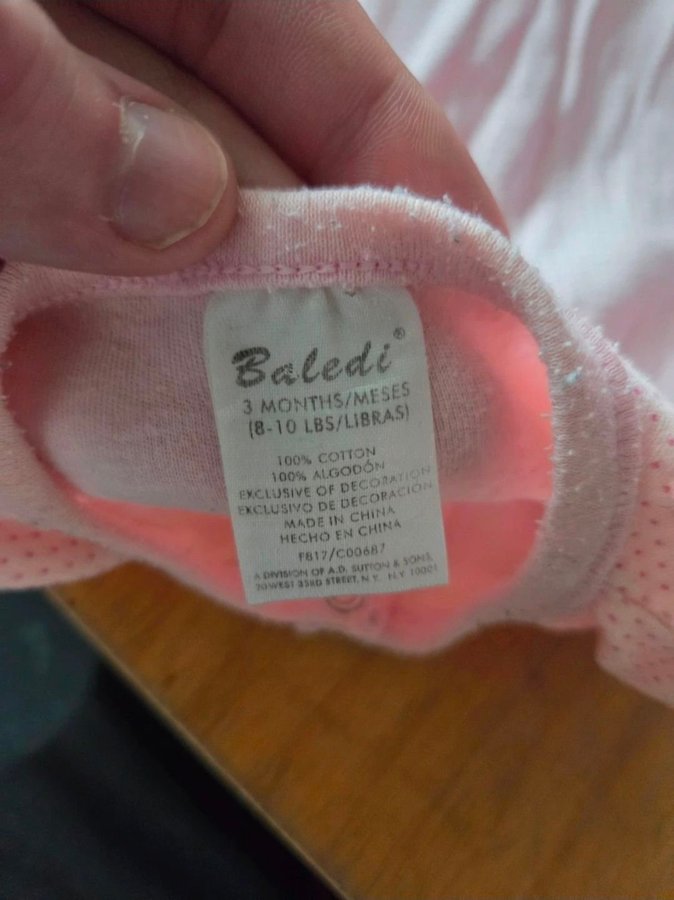 Baledi®
3 MONTHS/MESES
(8-10 LBS/LIBRAS)
100% COTTON
100% ALGODÓN
EXCLUSIVE OF DECORATION
EXCLUSIVO DE DECORACIÓN
MADE IN CHINA
HECHO EN CHINA
F817/C00687
A DIVISION OF A.D. SUTTON & SONS,
20 WEST 33RD STREET, N.Y. N.Y 10001